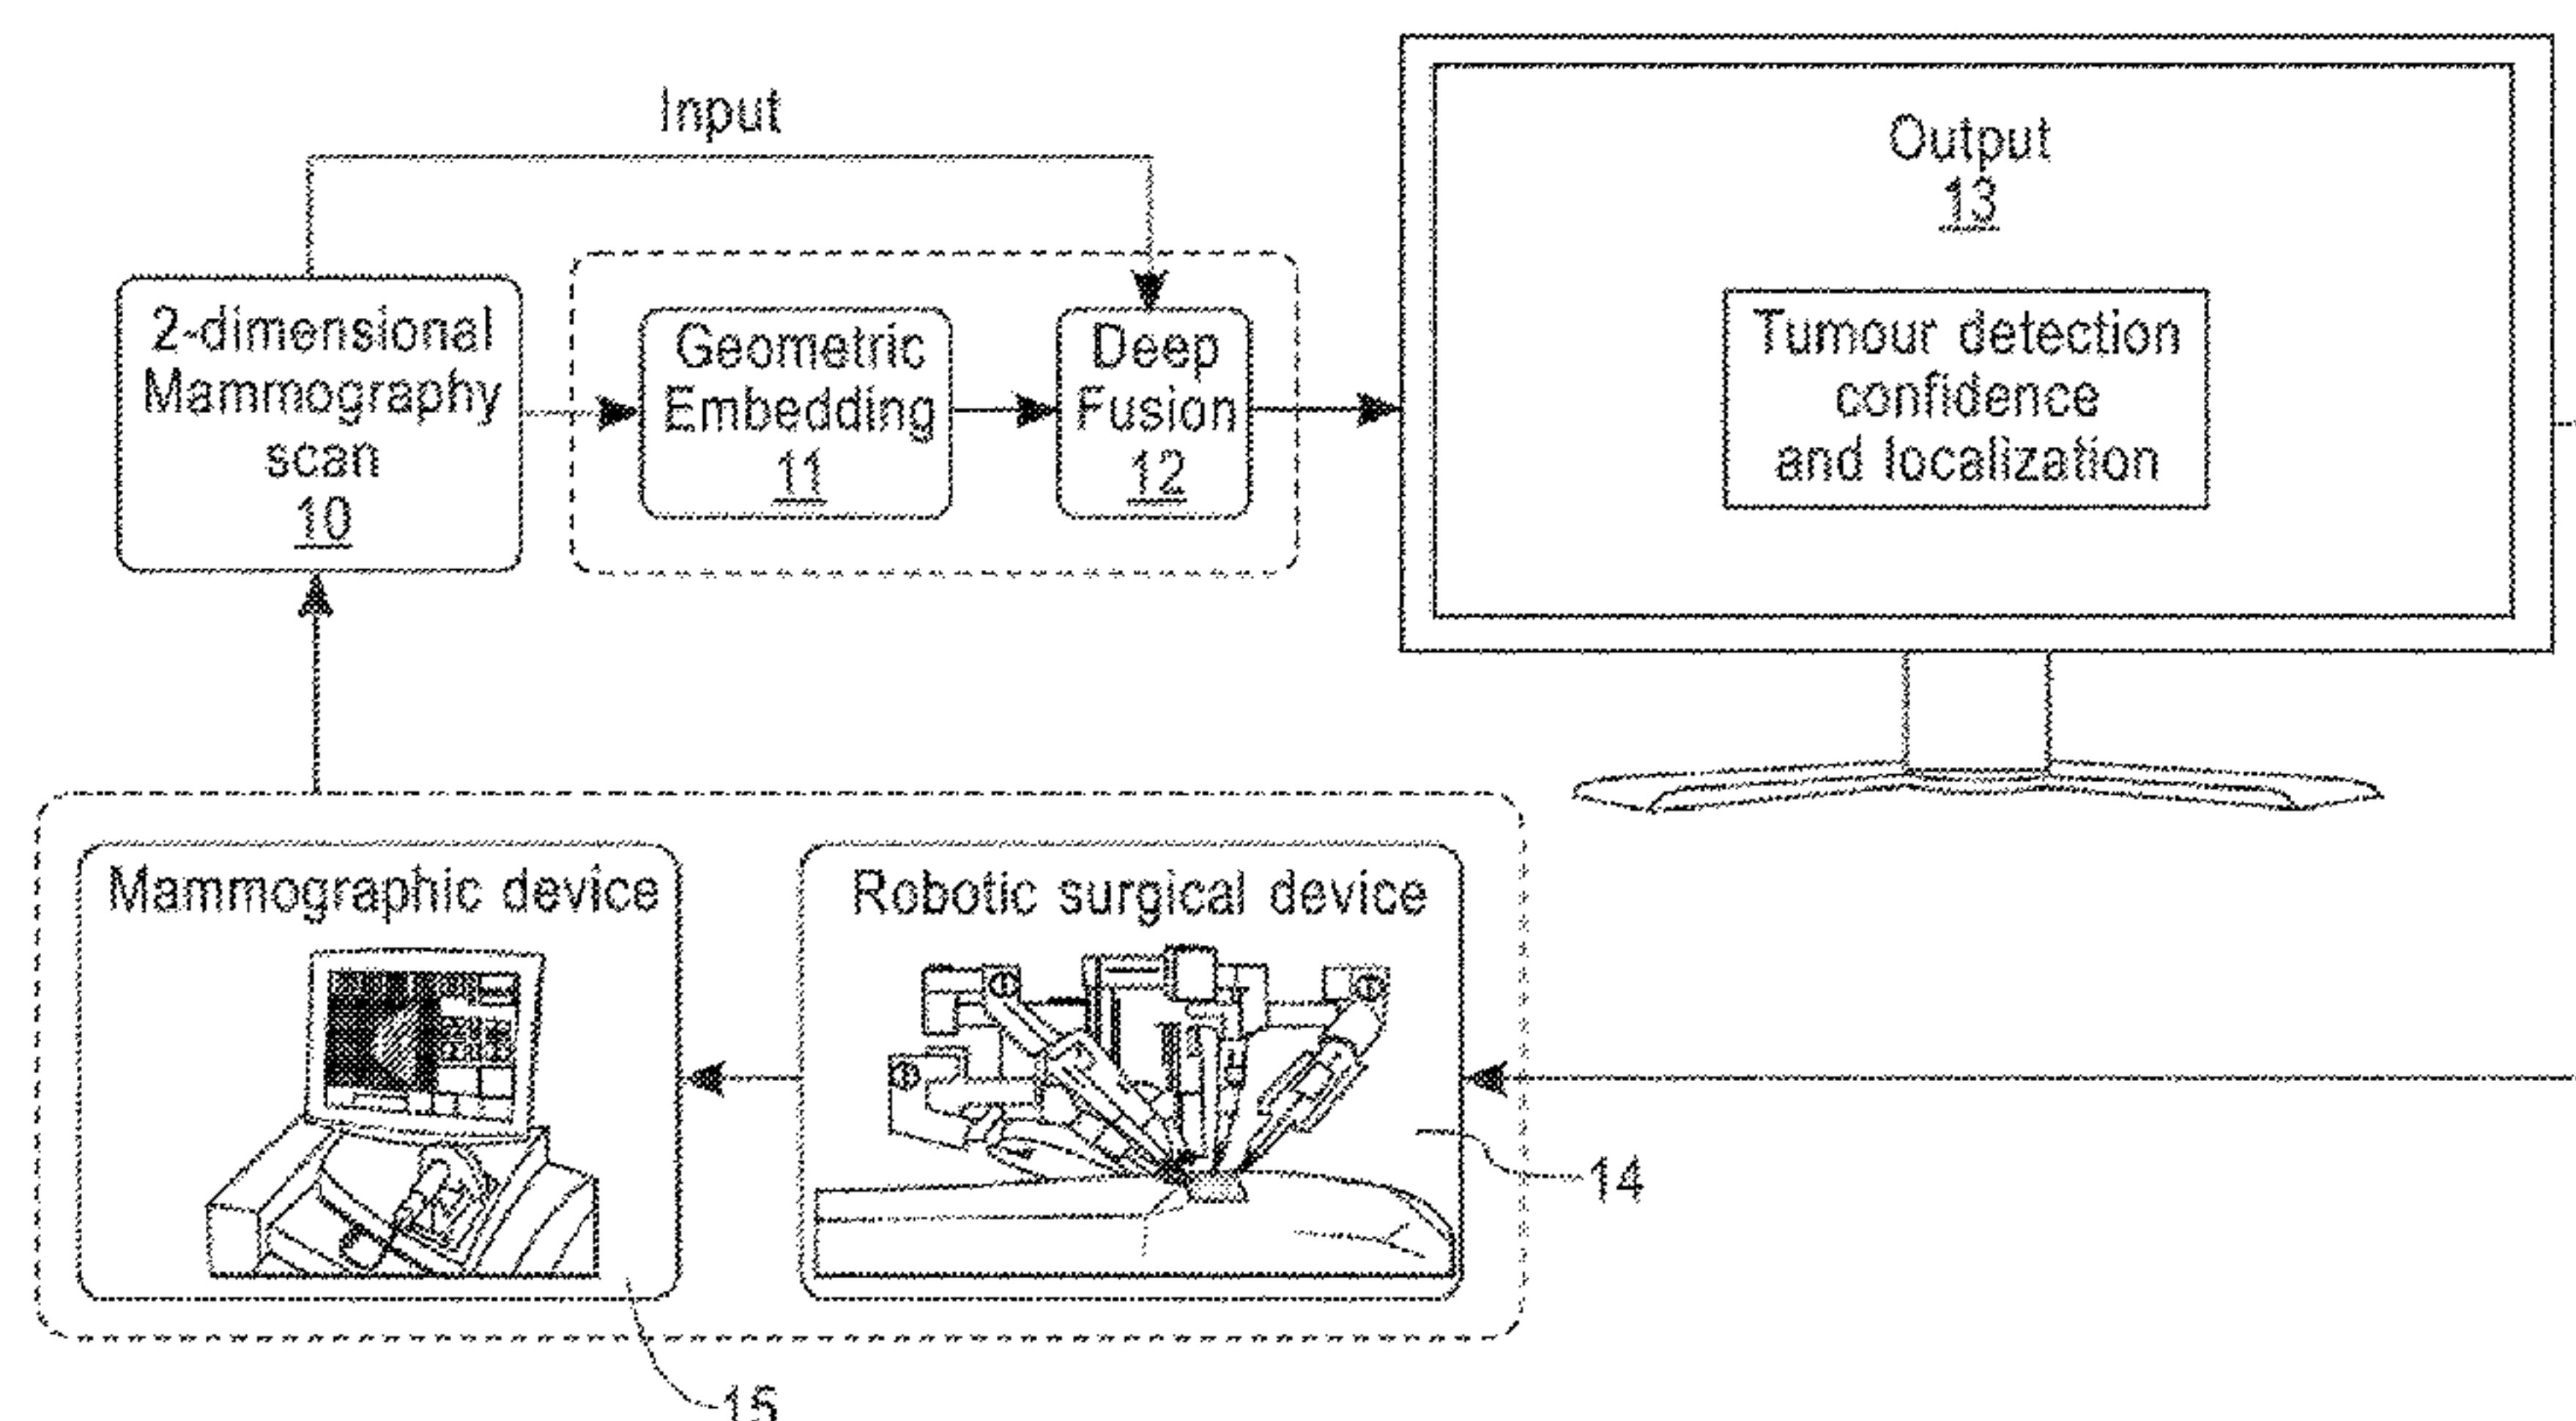 Input
2-dimensional
Mammography
scan
10
Geometric
Embedding
11
Deep
Fusion
12
Output
13
Tumour detection
confidence
and localization
Mammographic device
Robotic surgical device
14
15